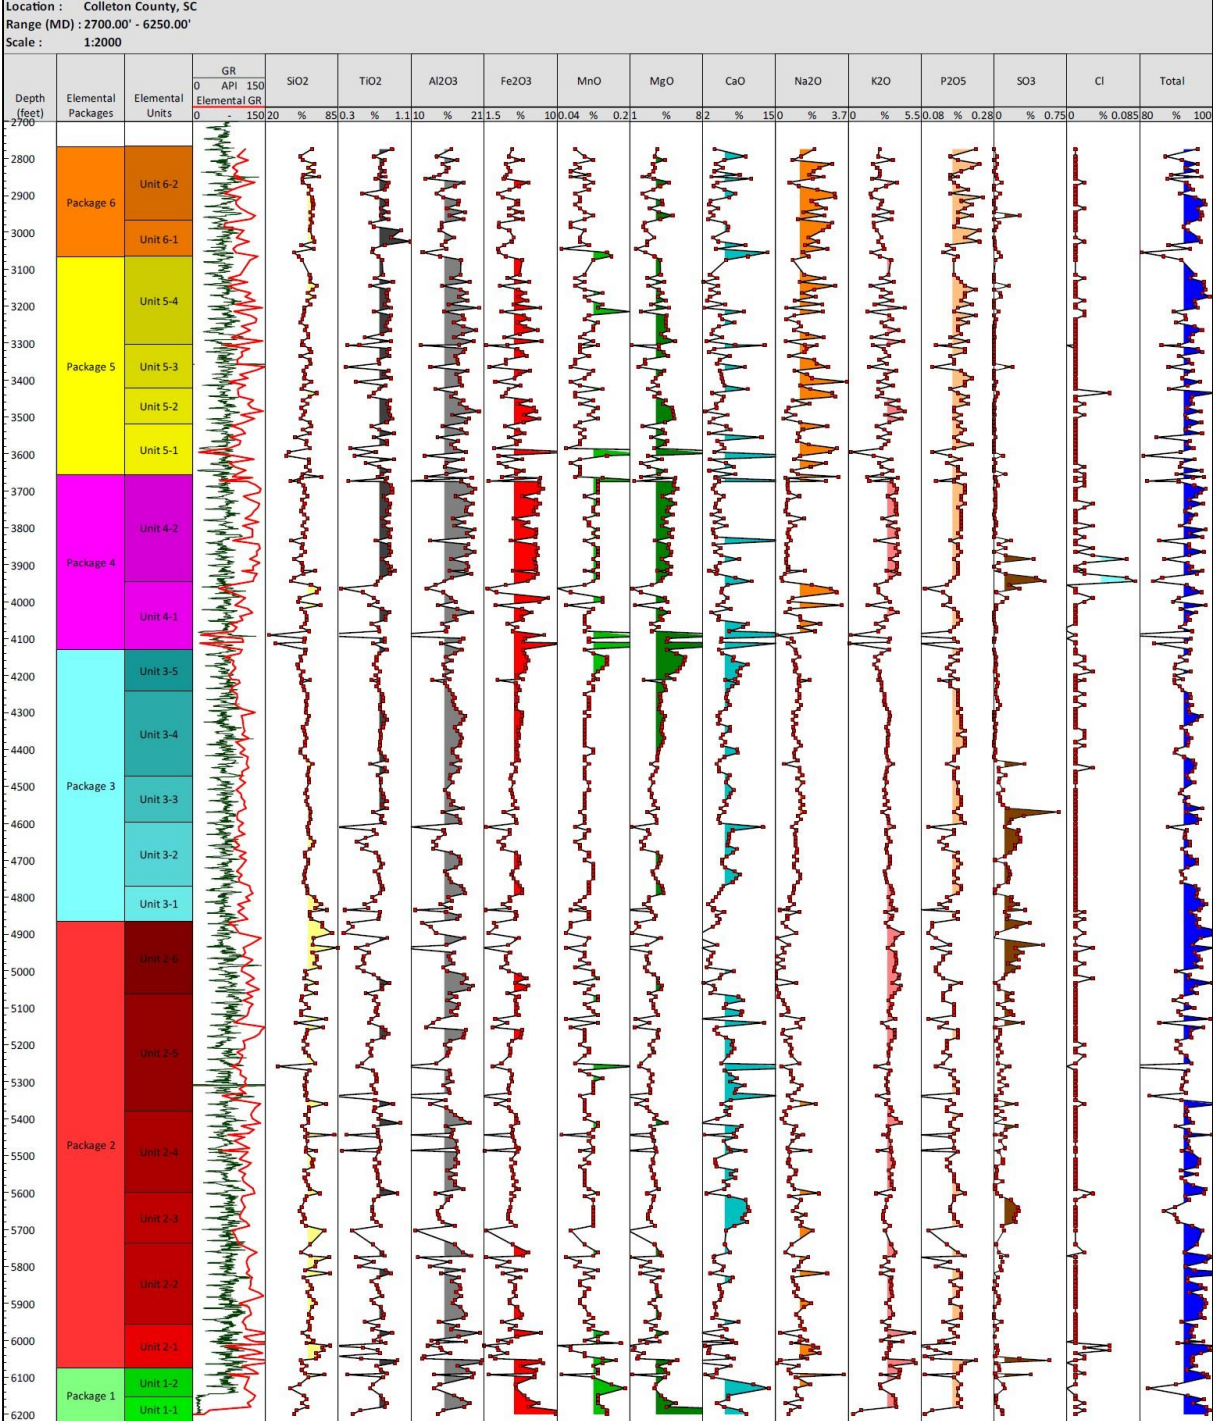 Location : Colleton County, SC
Range (MD) : 2700.00' - 6250.00'
Scale : 1:2000
Depth (feet) Elemental Packages Elemental Units GR SiO2 TiO2 Al2O3 Fe2O3 MnO MgO CaO Na2O K2O P2O5 SO3 Cl Total
0 API 150
Elemental GR
0 - 150 20 % 85 0.3 % 1.1 10 % 21 1.5 % 10 0.04 % 0.2 1 % 8 2 % 15 0 % 3.7 0 % 5.5 0.08 % 0.28 0 % 0.75 0 % 0.085 80 % 100
2700
2800
Unit 6-2
2900
Package 6
3000
Unit 6-1
3100
Unit 5-4
3200
3300
Package 5
Unit 5-3
3400
Unit 5-2
3500
Unit 5-1
3600
3700
Unit 4-2
3800
Package 4
3900
4000
Unit 4-1
4100
Unit 3-5
4200
4300
Unit 3-4
4400
Package 3
4500
Unit 3-3
4600
Unit 3-2
4700
4800
Unit 3-1
4900
Unit 2-6
5000
5100
5200
Unit 2-5
5300
5400
Package 2
Unit 2-4
5500
5600
Unit 2-3
5700
5800
Unit 2-2
5900
6000
Unit 2-1
6100
Unit 1-2
Package 1
Unit 1-1
6200